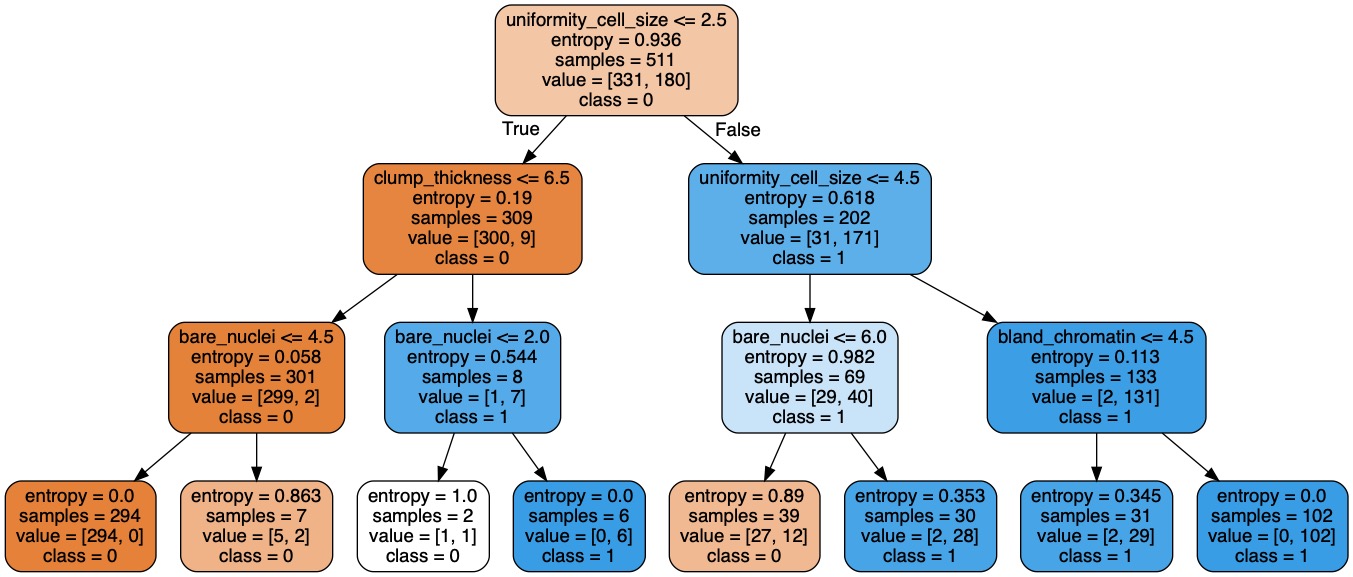 uniformity_cell_size <= 2.5
entropy = 0.936
samples = 511
value = [331, 180]
class = 0
True
False
clump_thickness <= 6.5
entropy = 0.19
samples = 309
value = [300, 9]
class = 0
uniformity_cell_size <= 4.5
entropy = 0.618
samples = 202
value = [31, 171]
class = 1
bare_nuclei <= 4.5
entropy = 0.058
samples = 301
value = [299, 2]
class = 0
bare_nuclei <= 2.0
entropy = 0.544
samples = 8
value = [1, 7]
class = 1
bare_nuclei <= 6.0
entropy = 0.982
samples = 69
value = [29, 40]
class = 1
bland_chromatin <= 4.5
entropy = 0.113
samples = 133
value = [2, 131]
class = 1
entropy = 0.0
samples = 294
value = [294, 0]
class = 0
entropy = 0.863
samples = 7
value = [5, 2]
class = 0
entropy = 1.0
samples = 2
value = [1, 1]
class = 0
entropy = 0.0
samples = 6
value = [0, 6]
class = 1
entropy = 0.89
samples = 39
value = [27, 12]
class = 0
entropy = 0.353
samples = 30
value = [2, 28]
class = 1
entropy = 0.345
samples = 31
value = [2, 29]
class = 1
entropy = 0.0
samples = 102
value = [0, 102]
class = 1